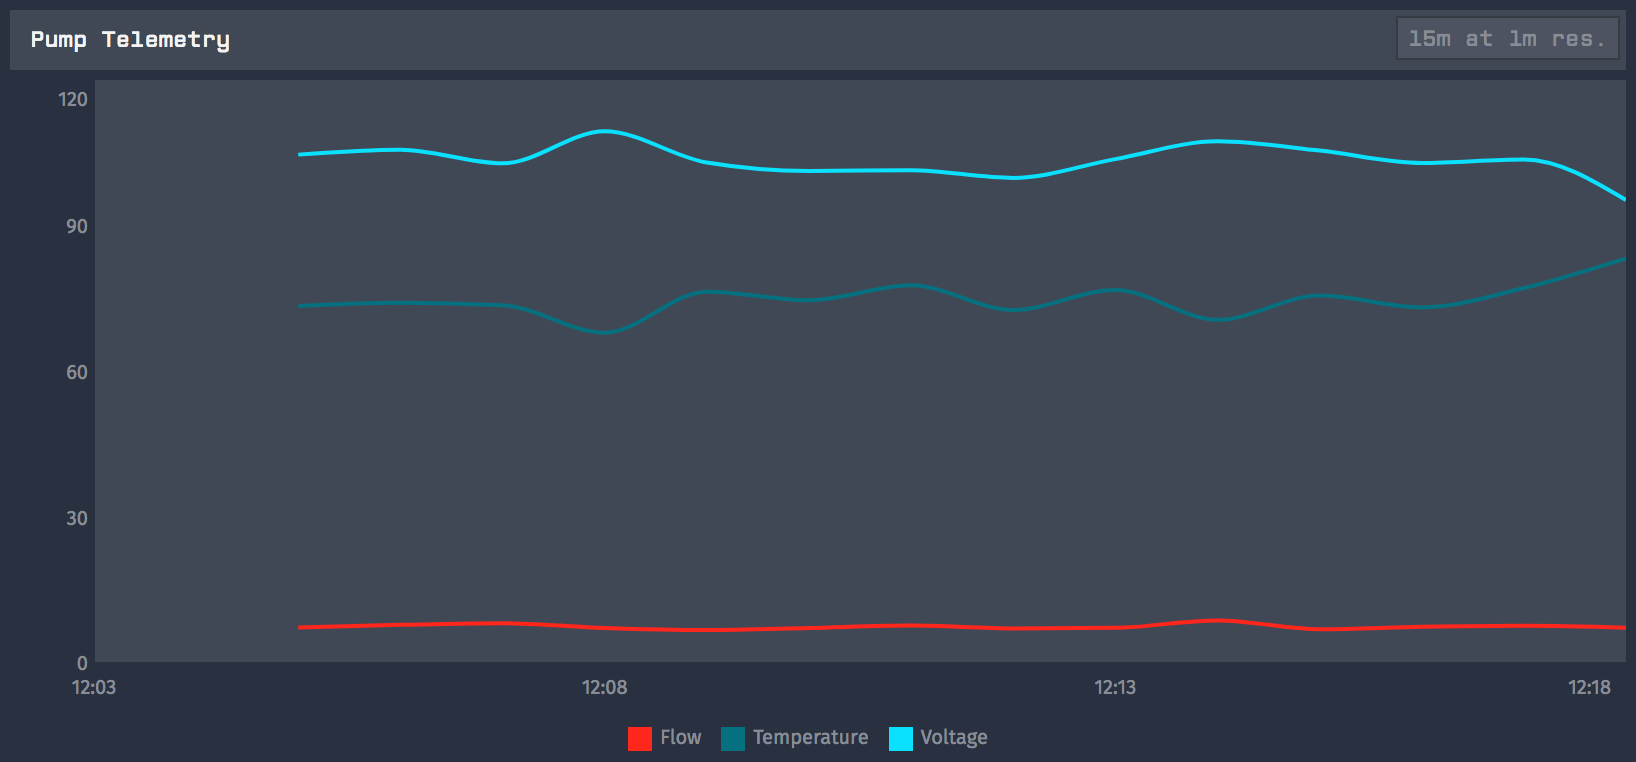 Pump Telemetry
15m at 1m res.
120
90
60
30
0
12:03
12:08
12:13
12:18
Flow
Temperature
Voltage